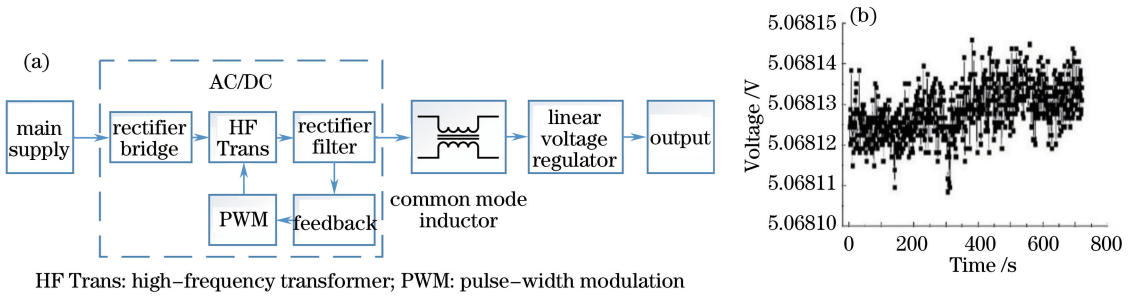 (a)
AC/DC
main
supply
rectifier
bridge
HF
Trans
rectifier
filter
PWM
feedback
common mode
inductor
linear
voltage
regulator
output
HF Trans: high-frequency transformer; PWM: pulse-width modulation
(b)
5.06815
5.06814
5.06813
5.06812
5.06811
5.06810
Voltage /V
0 200 400 600 800
Time /s